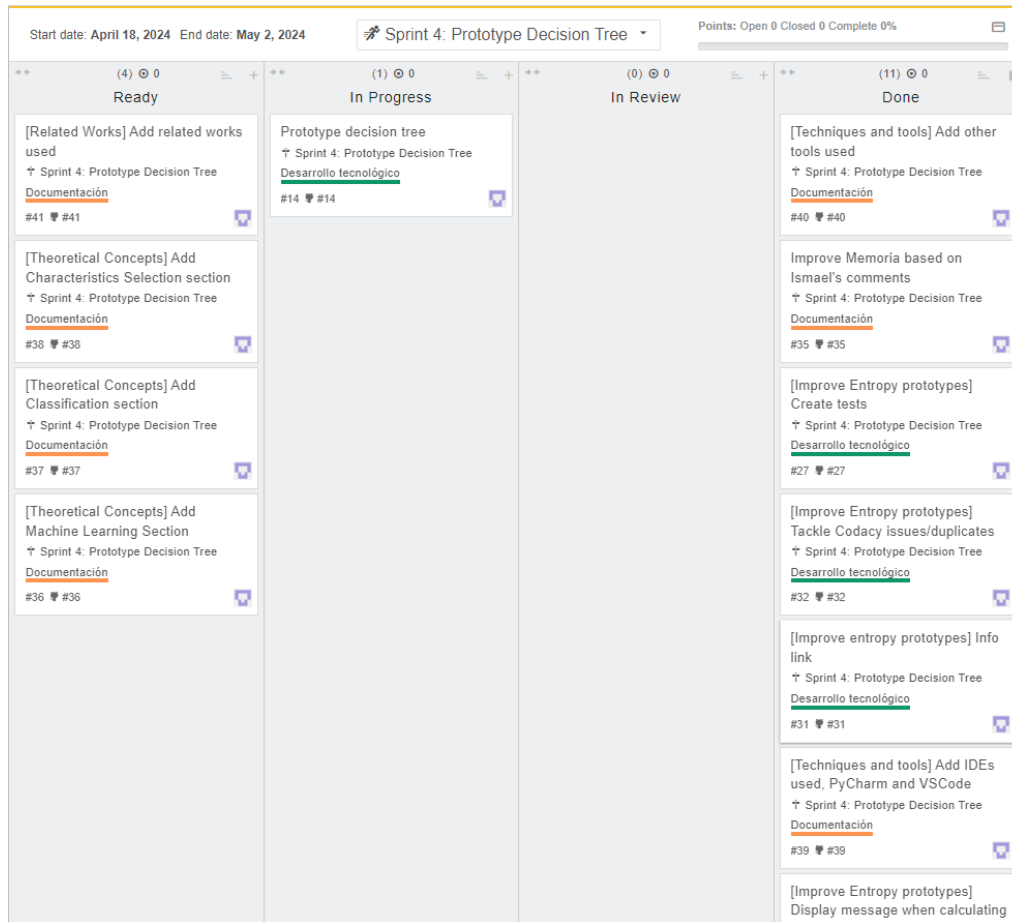 Start date: April 18, 2024 End date: May 2, 2024
Sprint 4: Prototype Decision Tree
Points: Open 0 Closed 0 Complete 0%
(4) 0
Ready
[Related Works] Add related works
used
Sprint 4: Prototype Decision Tree
Documentación
#41 #41
[Theoretical Concepts] Add
Characteristics Selection section
Sprint 4: Prototype Decision Tree
Documentación
#38 #38
[Theoretical Concepts] Add
Classification section
Sprint 4: Prototype Decision Tree
Documentación
#37 #37
[Theoretical Concepts] Add
Machine Learning Section
Sprint 4: Prototype Decision Tree
Documentación
#36 #36
(1) 0
In Progress
Prototype decision tree
Sprint 4: Prototype Decision Tree
Desarrollo tecnológico
#14 #14
(0) 0
In Review
(11) 0
Done
[Techniques and tools] Add other
tools used
Sprint 4: Prototype Decision Tree
Documentación
#40 #40
Improve Memoria based on
Ismael's comments
Sprint 4: Prototype Decision Tree
Documentación
#35 #35
[Improve Entropy prototypes]
Create tests
Sprint 4: Prototype Decision Tree
Desarrollo tecnológico
#27 #27
[Improve Entropy prototypes]
Tackle Codacy issues/duplicates
Sprint 4: Prototype Decision Tree
Desarrollo tecnológico
#32 #32
[Improve entropy prototypes] Info
link
Sprint 4: Prototype Decision Tree
Desarrollo tecnológico
#31 #31
[Techniques and tools] Add IDEs
used, PyCharm and VSCode
Sprint 4: Prototype Decision Tree
Documentación
#39 #39
[Improve Entropy prototypes]
Display message when calculating